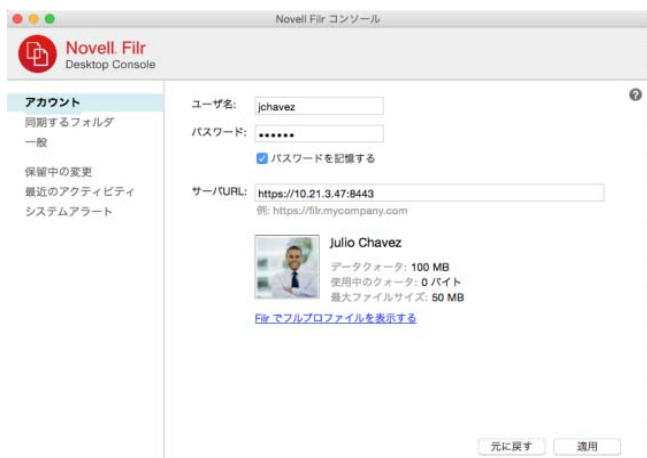 Novell Filr コンソール
Novell. Filr
Desktop Console
アカウント
同期するフォルダ
一般
保留中の変更
最近のアクティビティ
システムアラート
ユーザ名: jchavez
パスワード: ••••••
パスワードを記憶する
サーバURL: https://10.21.3.47:8443
例: https://filr.mycompany.com
Julio Chavez
データクォータ: 100 MB
使用中のクォータ: 0 バイト
最大ファイルサイズ: 50 MB
Filr でフルプロファイルを表示する
元に戻す 適用